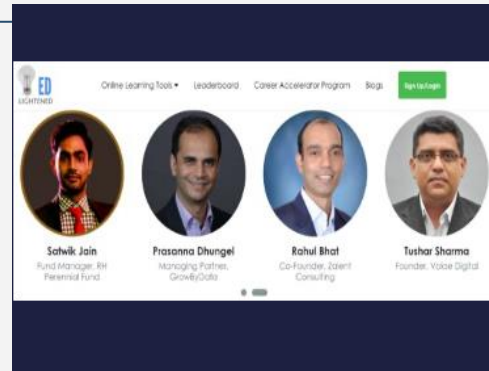 ED
LIGHTENED
Online Learning Tools ▾ Leaderboard Career Accelerator Program Blogs Sign Up/Login
Satwik Jain
Fund Manager, RH
Perennial Fund
Prasanna Dhungel
Managing Partner,
GrowByData
Rahul Bhat
Co-Founder, Zalent
Consulting
Tushar Sharma
Founder, Vokse Digital